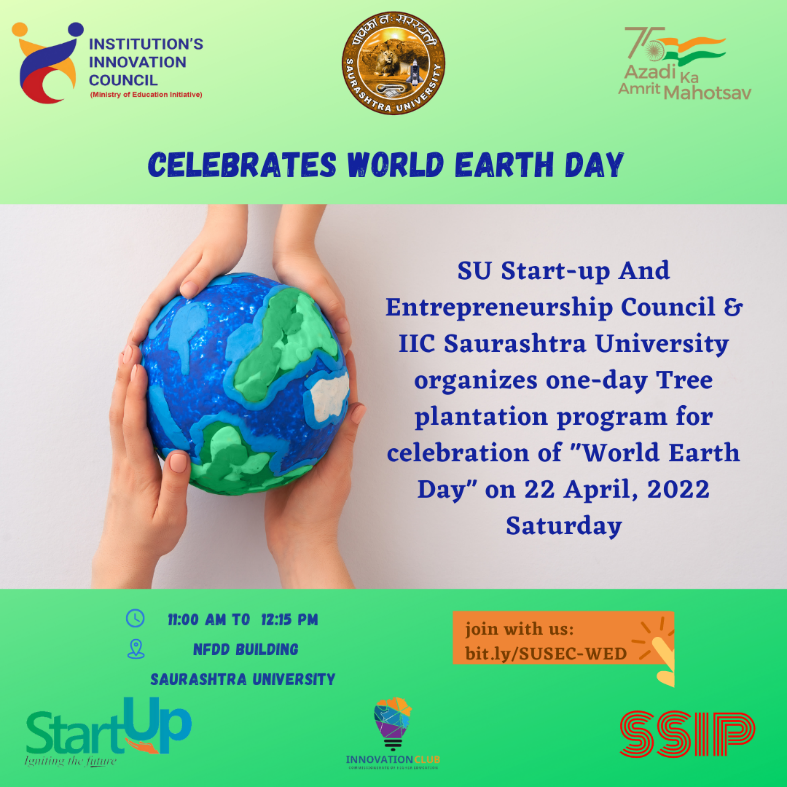 INSTITUTION'S
INNOVATION
COUNCIL
(Ministry of Education Initiative)
पावका नः सरस्वती
SAURASHTRA UNIVERSITY
75
Azadi Ka
Amrit Mahotsav
CELEBRATES WORLD EARTH DAY
SU Start-up And
Entrepreneurship Council &
IIC Saurashtra University
organizes one-day Tree
plantation program for
celebration of "World Earth
Day" on 22 April, 2022
Saturday
11:00 AM TO 12:15 PM
NFDD BUILDING
SAURASHTRA UNIVERSITY
join with us:
bit.ly/SUSEC-WED
StartUp
Igniting the future
INNOVATION CLUB
SSIP